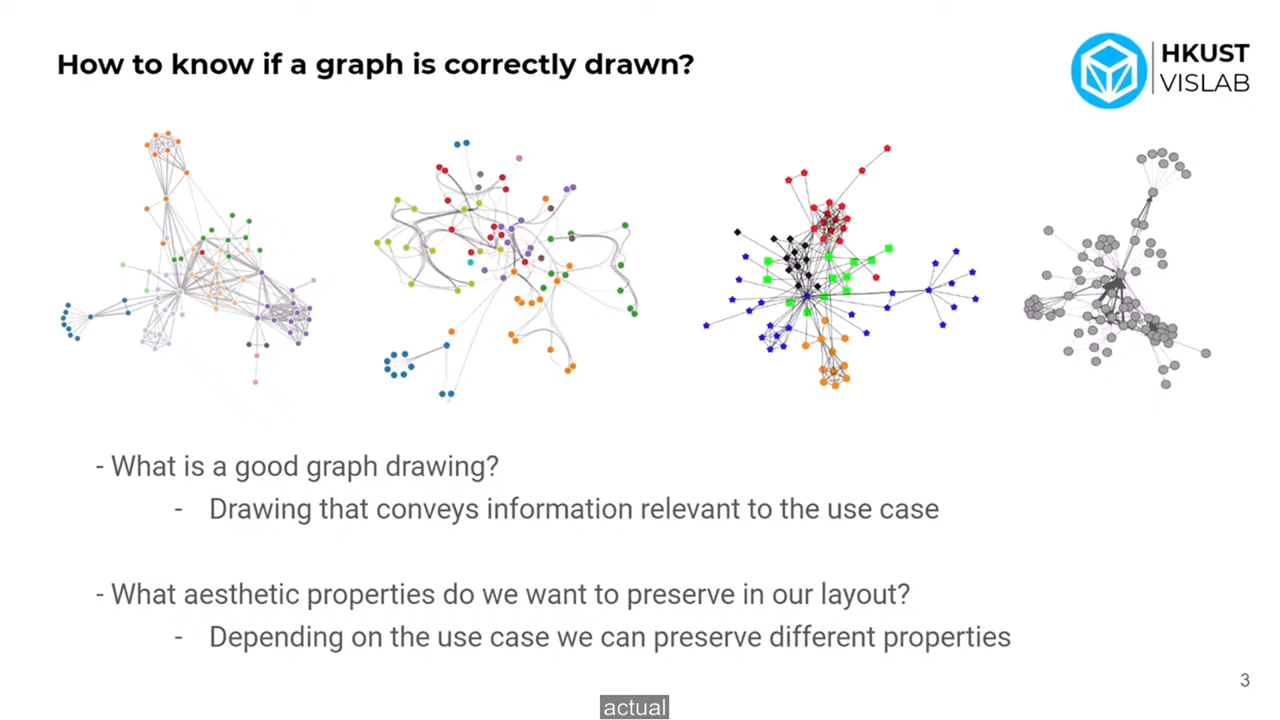 How to know if a graph is correctly drawn?
HKUST
VISLAB
- What is a good graph drawing?
- Drawing that conveys information relevant to the use case
- What aesthetic properties do we want to preserve in our layout?
- Depending on the use case we can preserve different properties
3
actual